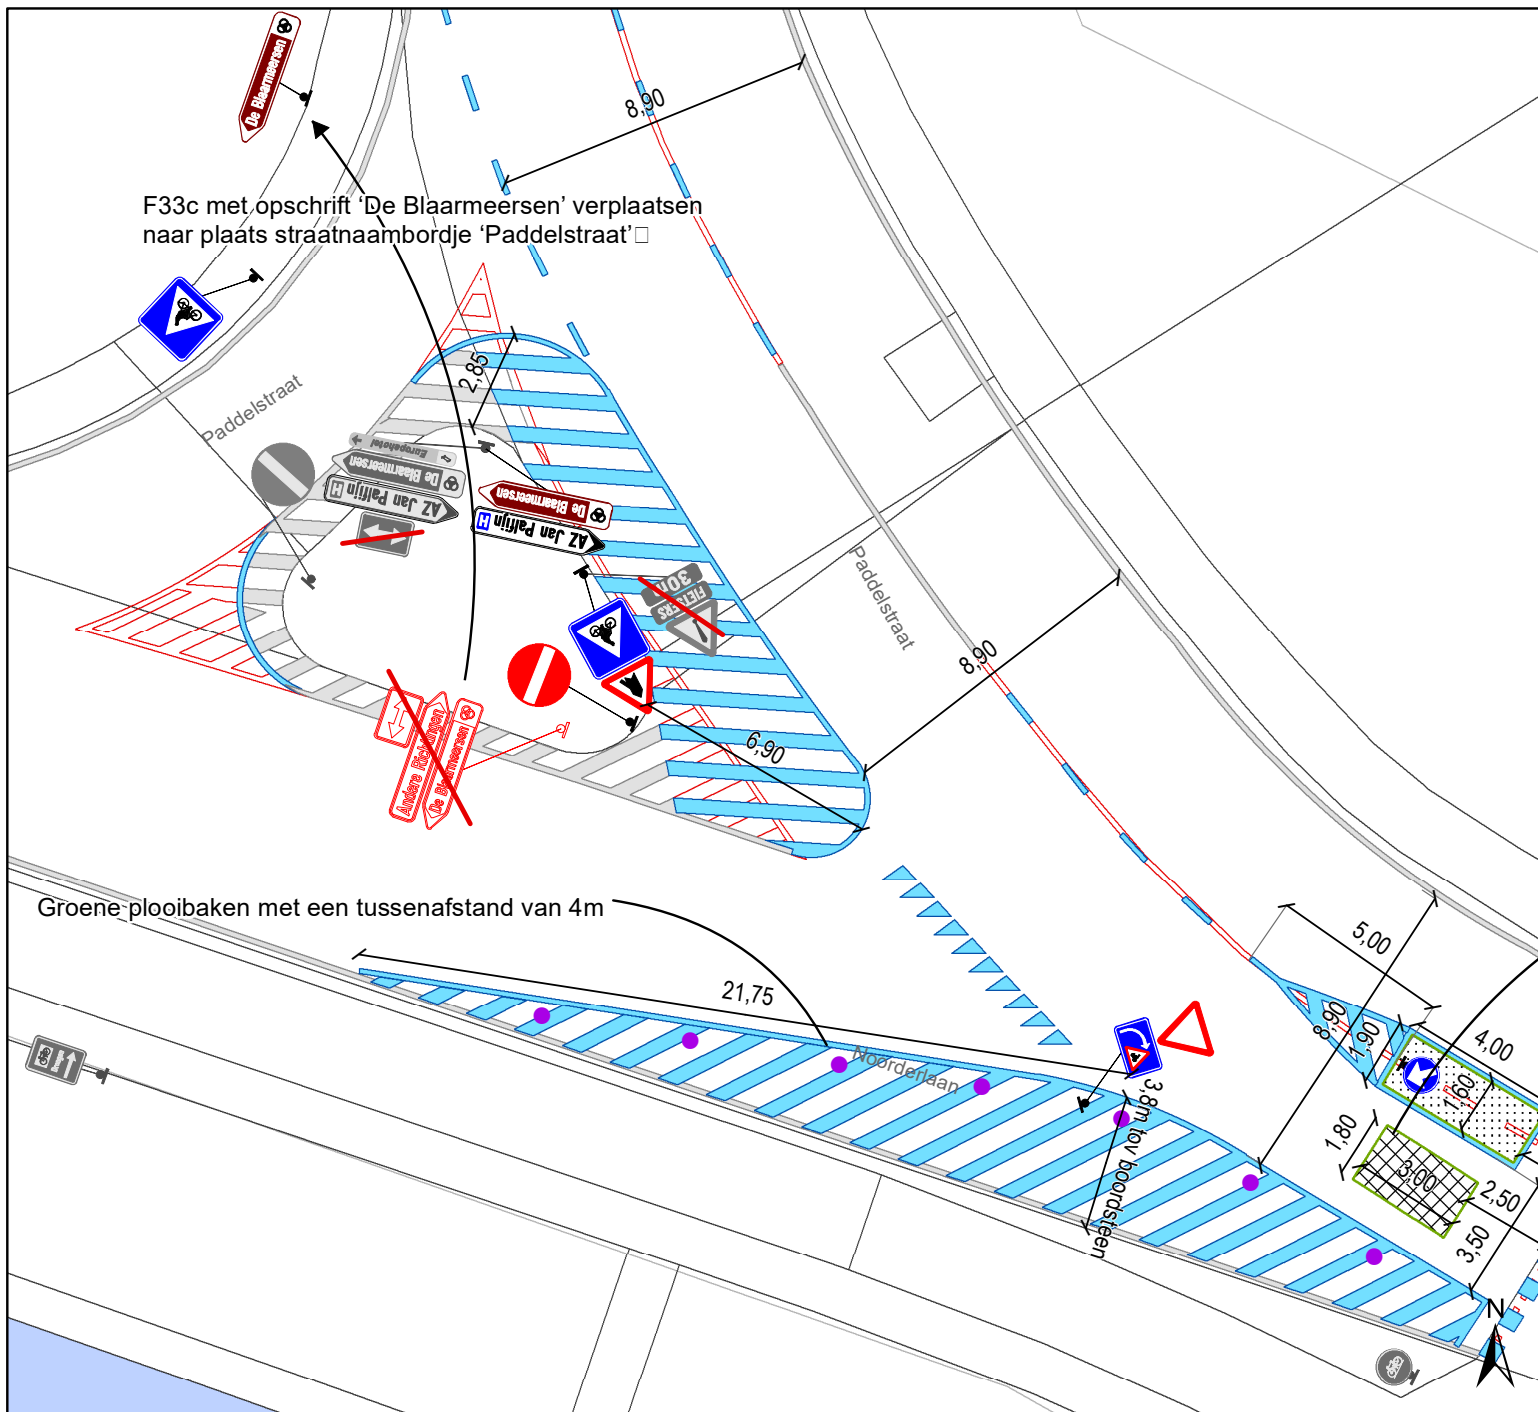 De Blaarmeersen
8,90
F33c met opschrift ‘De Blaarmeersen’ verplaatsen
naar plaats straatnaambordje ‘Paddelstraat’
2,85
Paddelstraat
Europahotel
De Blaarmeersen
AZ Jan Palfijn
H
De Blaarmeersen
AZ Jan Palfijn
H
30m
FIETSERS
Paddelstraat
8,90
6,90
Andere Richtingen
De Blaarmeersen
Groene plooibaken met een tussenafstand van 4m
21,75
Noorderlaan
3,8m tov boordsteen
5,00
8,90
1,90
4,00
1,60
1,80
3,00
2,50
3,50
N